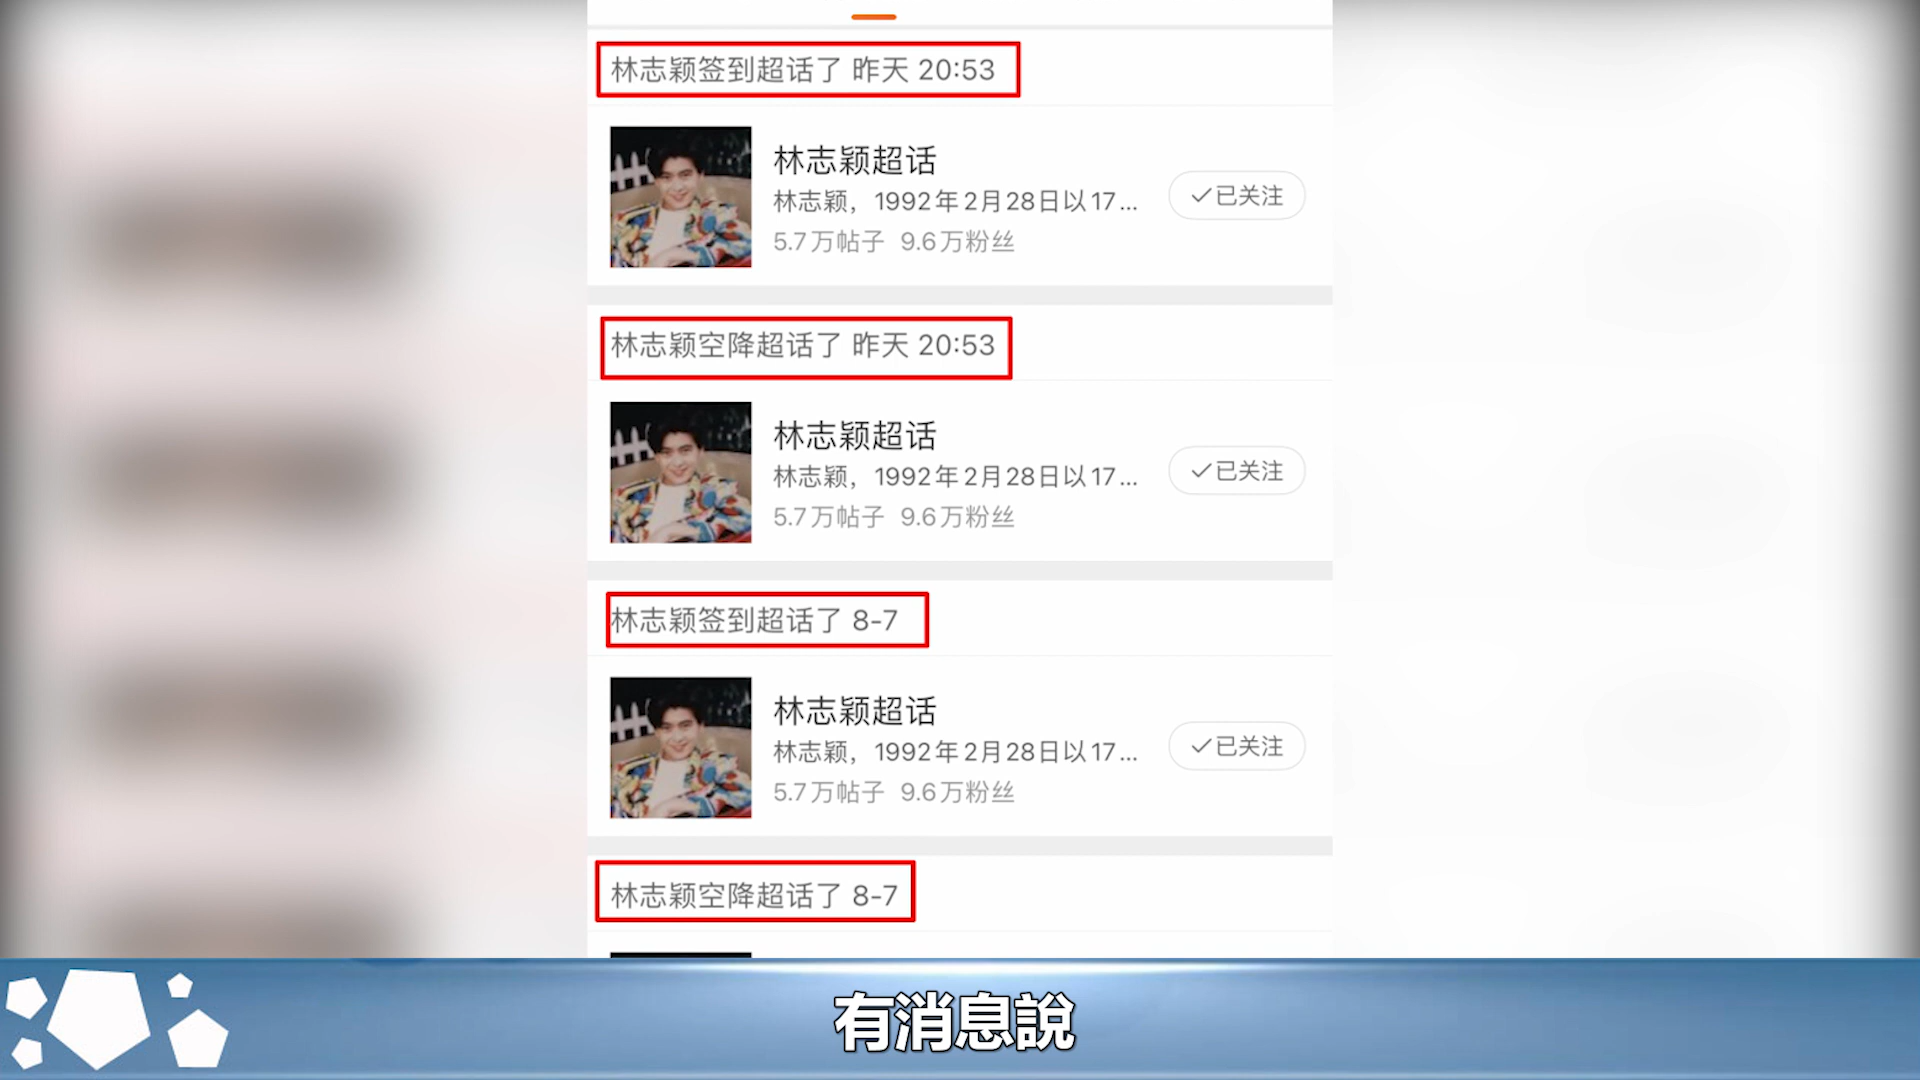 林志颖签到超话了 昨天 20:53
林志颖超话
林志颖，1992年2月28日以17...
5.7万帖子 9.6万粉丝
✓已关注
林志颖空降超话了 昨天 20:53
林志颖超话
林志颖，1992年2月28日以17...
5.7万帖子 9.6万粉丝
✓已关注
林志颖签到超话了 8-7
林志颖超话
林志颖，1992年2月28日以17...
5.7万帖子 9.6万粉丝
✓已关注
林志颖空降超话了 8-7
有消息說